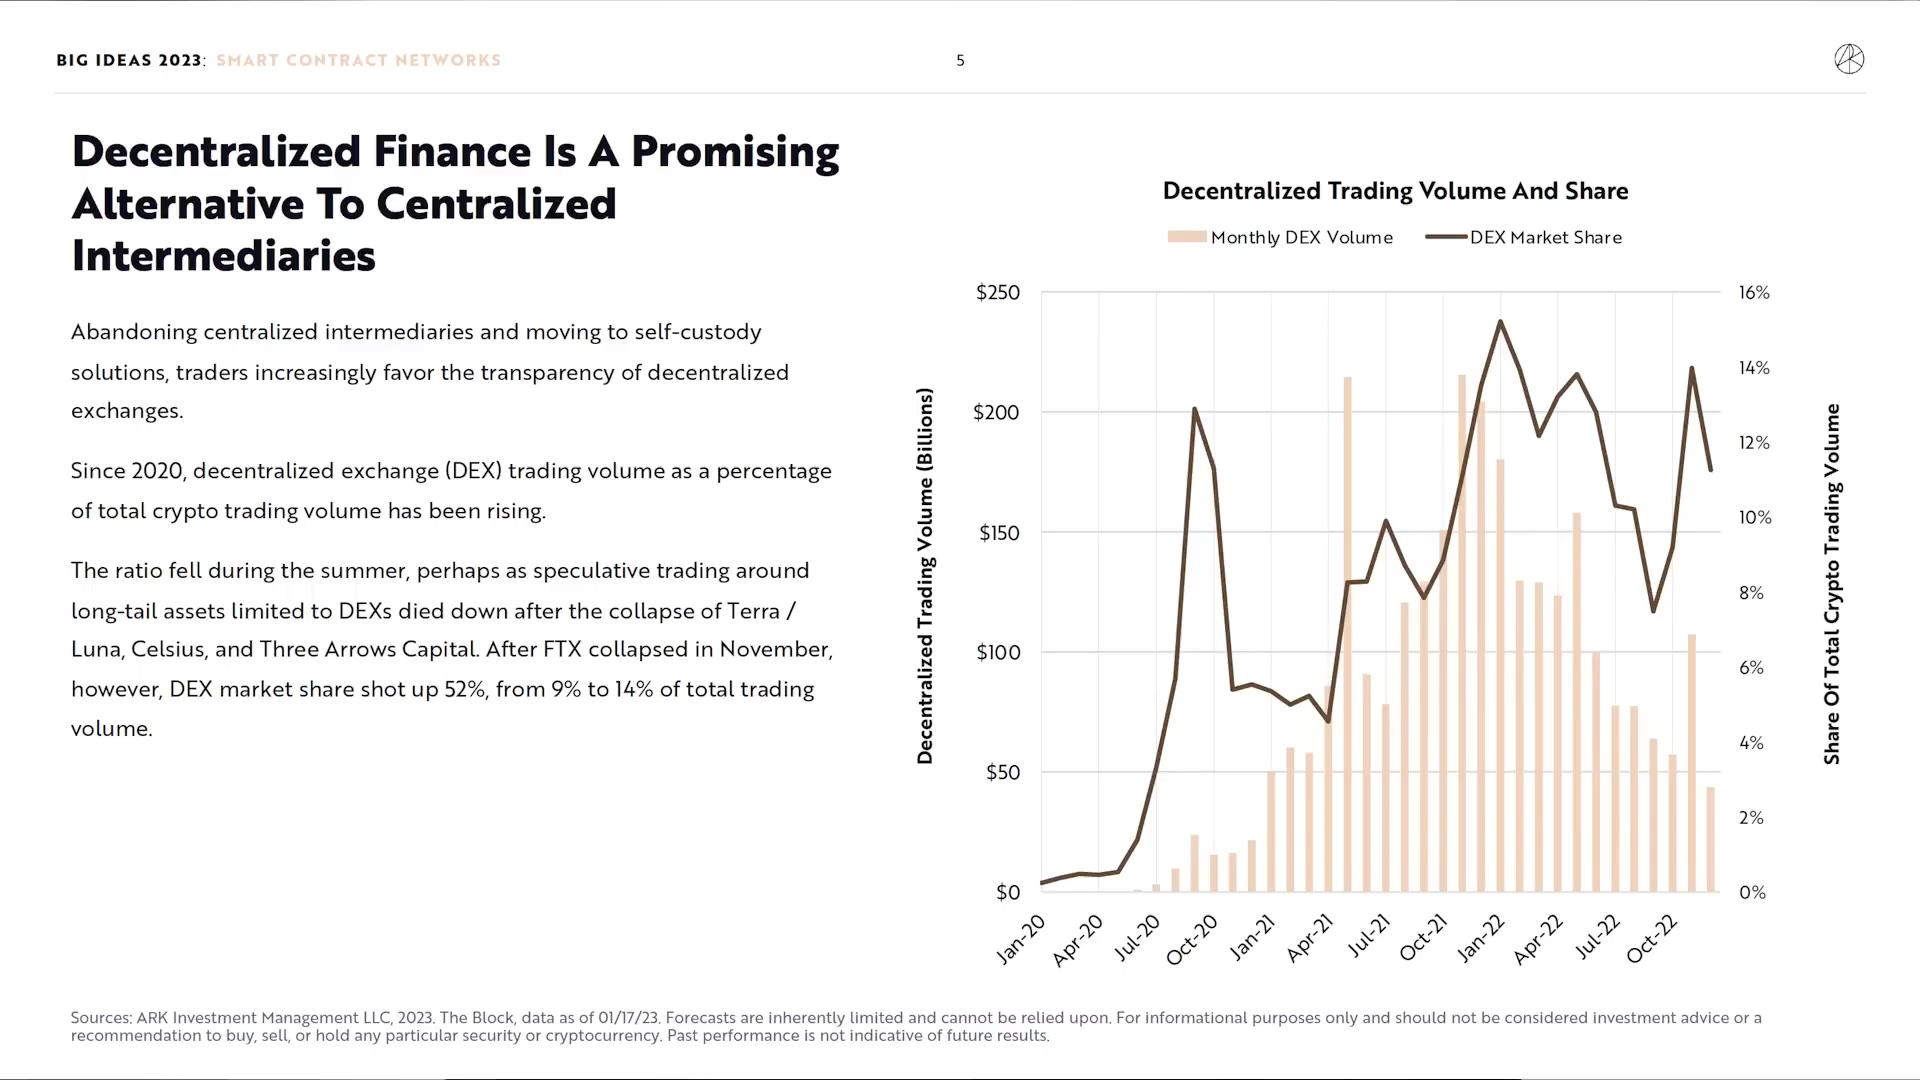 BIG IDEAS 2023: SMART CONTRACT NETWORKS
5
Decentralized Finance Is A Promising
Alternative To Centralized
Intermediaries
Abandoning centralized intermediaries and moving to self-custody
solutions, traders increasingly favor the transparency of decentralized
exchanges.
Since 2020, decentralized exchange (DEX) trading volume as a percentage
of total crypto trading volume has been rising.
The ratio fell during the summer, perhaps as speculative trading around
long-tail assets limited to DEXs died down after the collapse of Terra /
Luna, Celsius, and Three Arrows Capital. After FTX collapsed in November,
however, DEX market share shot up 52%, from 9% to 14% of total trading
volume.
Decentralized Trading Volume And Share
Monthly DEX Volume DEX Market Share
Decentralized Trading Volume (Billions)
$250
$200
$150
$100
$50
$0
16%
14%
12%
10%
8%
6%
4%
2%
0%
Share Of Total Crypto Trading Volume
Jan-20 Apr-20 Jul-20 Oct-20 Jan-21 Apr-21 Jul-21 Oct-21 Jan-22 Apr-22 Jul-22 Oct-22
Sources: ARK Investment Management LLC, 2023. The Block, data as of 01/17/23. Forecasts are inherently limited and cannot be relied upon. For informational purposes only and should not be considered investment advice or a
recommendation to buy, sell, or hold any particular security or cryptocurrency. Past performance is not indicative of future results.